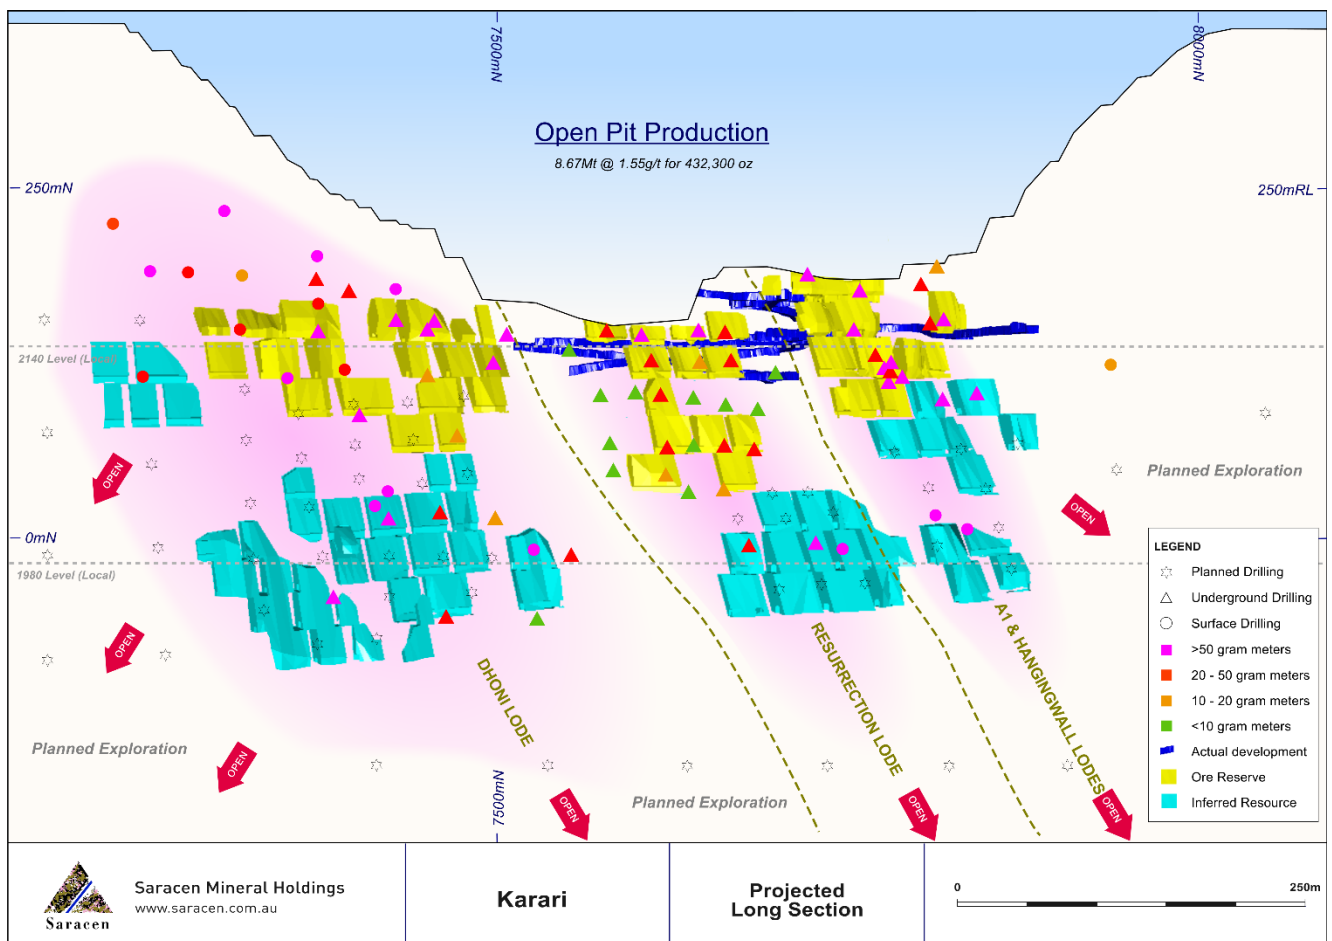 7500mN
8000mN
Open Pit Production
8.67Mt @ 1.55g/t for 432,300 oz
250mN
250mRL
2140 Level (Local)
OPEN
Planned Exploration
OPEN
0mN
1980 Level (Local)
LEGEND
Planned Drilling
Underground Drilling
Surface Drilling
>50 gram meters
20 - 50 gram meters
10 - 20 gram meters
<10 gram meters
Actual development
Ore Reserve
Inferred Resource
OPEN
DHONI LODE
RESURRECTION LODE
A1 & HANGINGWALL LODES
Planned Exploration
OPEN
7500mN
OPEN
Planned Exploration
OPEN
OPEN
Saracen
Saracen Mineral Holdings
www.saracen.com.au
Karari
Projected
Long Section
0
250m